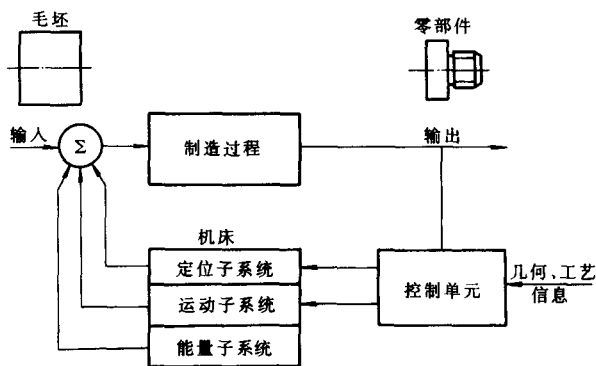 毛坯
零部件
输入
Σ
制造过程
输出
机床
定位子系统
运动子系统
能量子系统
控制单元
几何、工艺
信息